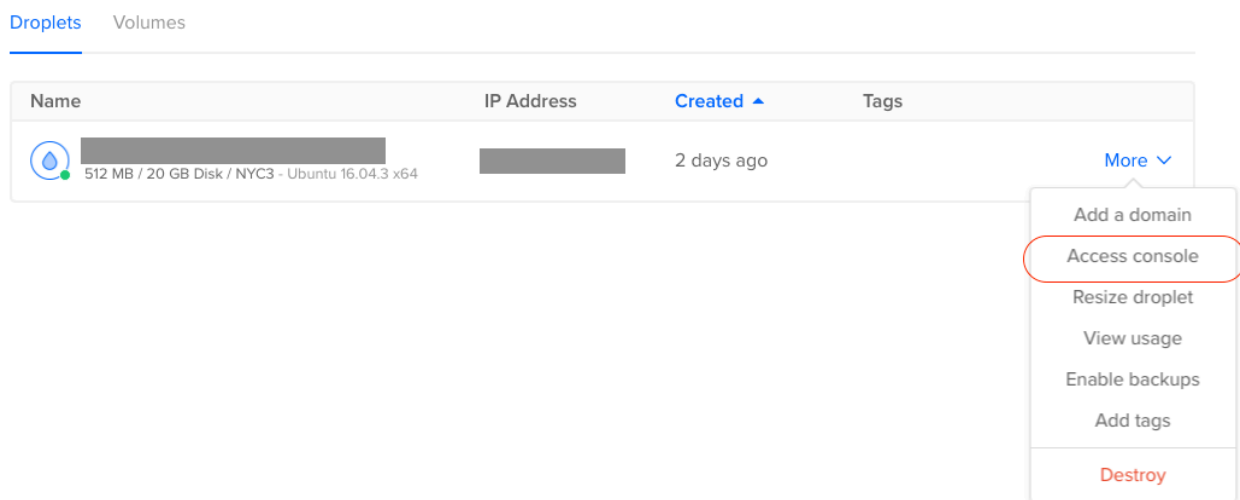 Droplets Volumes
Name IP Address Created Tags
2 days ago More
512 MB / 20 GB Disk / NYC3 - Ubuntu 16.04.3 x64
Add a domain
Access console
Resize droplet
View usage
Enable backups
Add tags
Destroy